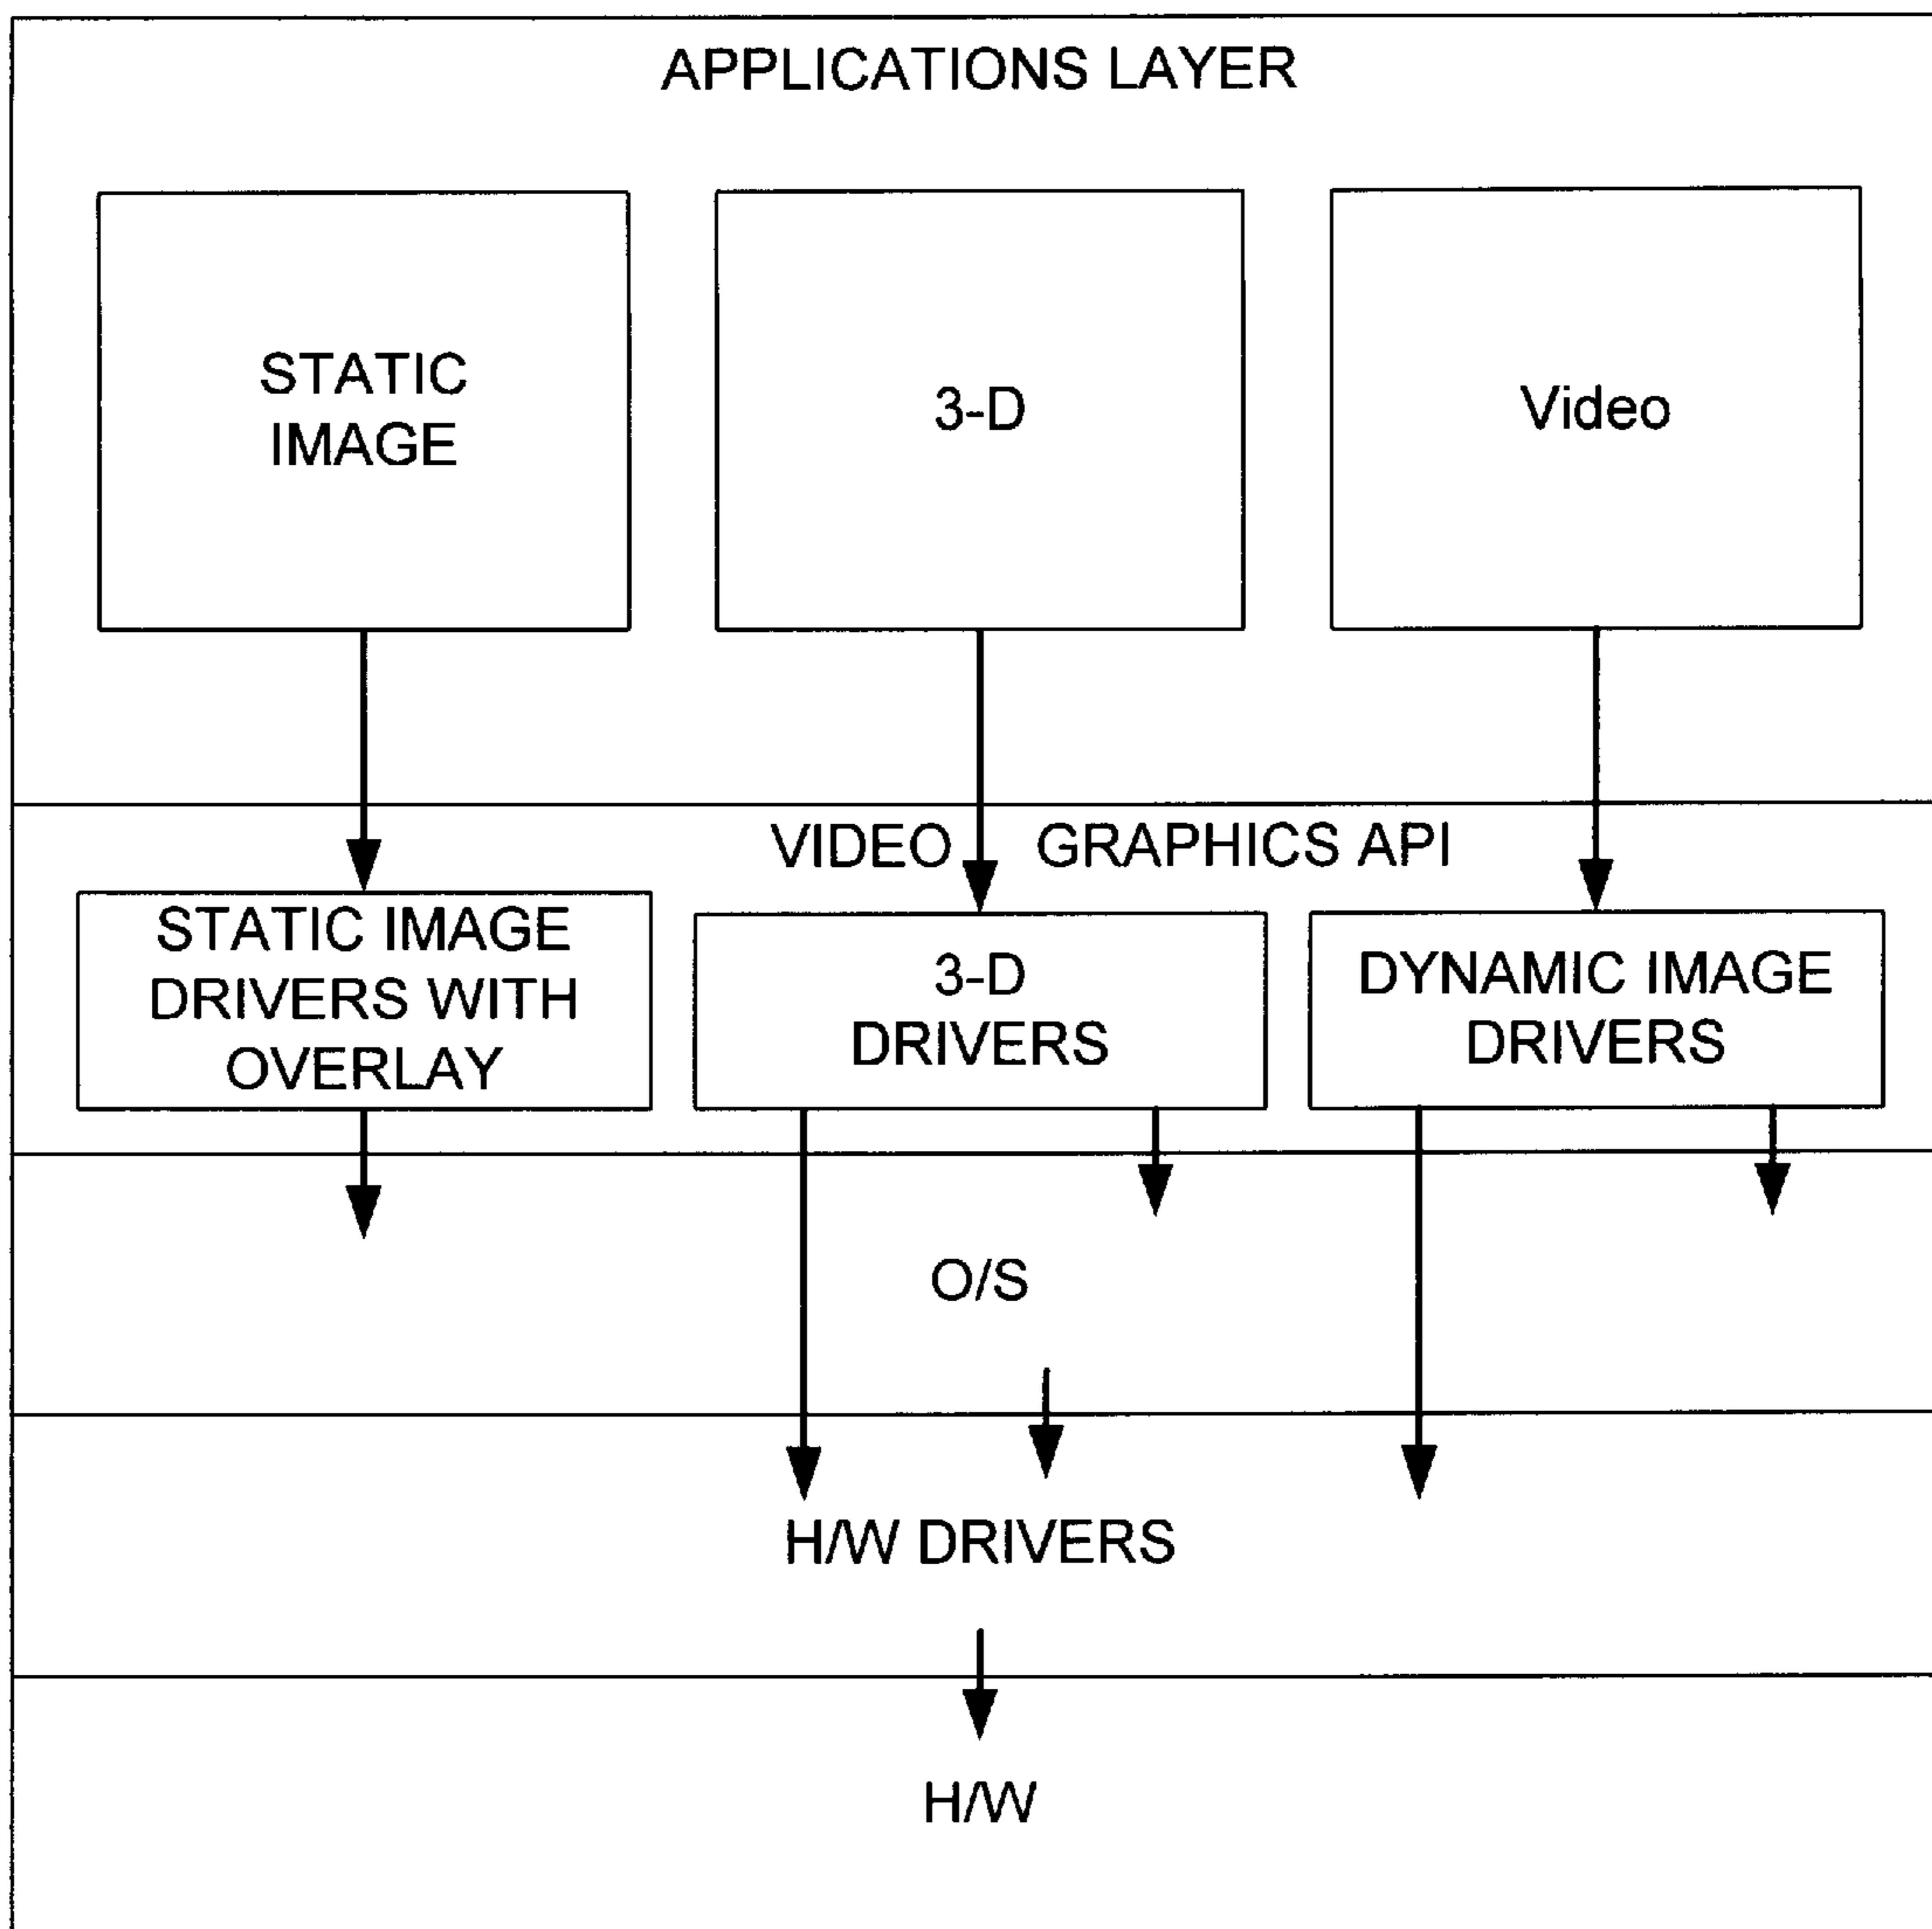 APPLICATIONS LAYER
STATIC
IMAGE
3-D
Video
VIDEO GRAPHICS API
STATIC IMAGE
DRIVERS WITH
OVERLAY
3-D
DRIVERS
DYNAMIC IMAGE
DRIVERS
O/S
H/W DRIVERS
H/W